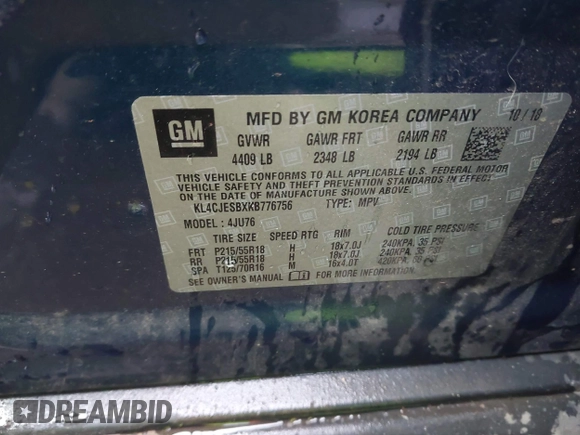 GM
MFD BY GM KOREA COMPANY 10/18
GVWR GAWR FRT GAWR RR
4409 LB 2348 LB 2194 LB
THIS VEHICLE CONFORMS TO ALL APPLICABLE U.S. FEDERAL MOTOR
VEHICLE SAFETY AND THEFT PREVENTION STANDARDS IN EFFECT
ON THE DATE OF MANUFACTURE SHOWN ABOVE.
KL4CJESBXKB776756 TYPE: MPV
MODEL: 4JU76
TIRE SIZE SPEED RTG RIM COLD TIRE PRESSURE
FRT P215/55R18 H 18x7.0J 240KPA, 35 PSI
RR P215/55R18 H 18x7.0J 240KPA, 35 PSI
SPA T125/70R16 M 16x4.0T 420KPA,
SEE OWNER'S MANUAL FOR MORE INFORMATION.
DREAMBID